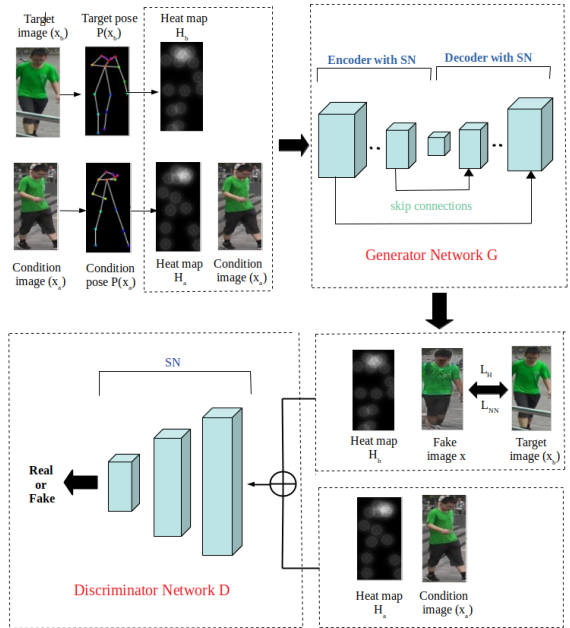 Target
image (x_b)
Target pose
P(x_b)
Heat map
H_b
Condition
image (x_a)
Condition
pose P(x_a)
Heat map
H_a
Condition
image (x_a)
Encoder with SN
Decoder with SN
skip connections
Generator Network G
L_H
L_NN
Heat map
H_b
Fake
image x
Target
image (x_b)
Heat map
H_a
Condition
image (x_a)
SN
Real
or
Fake
Discriminator Network D